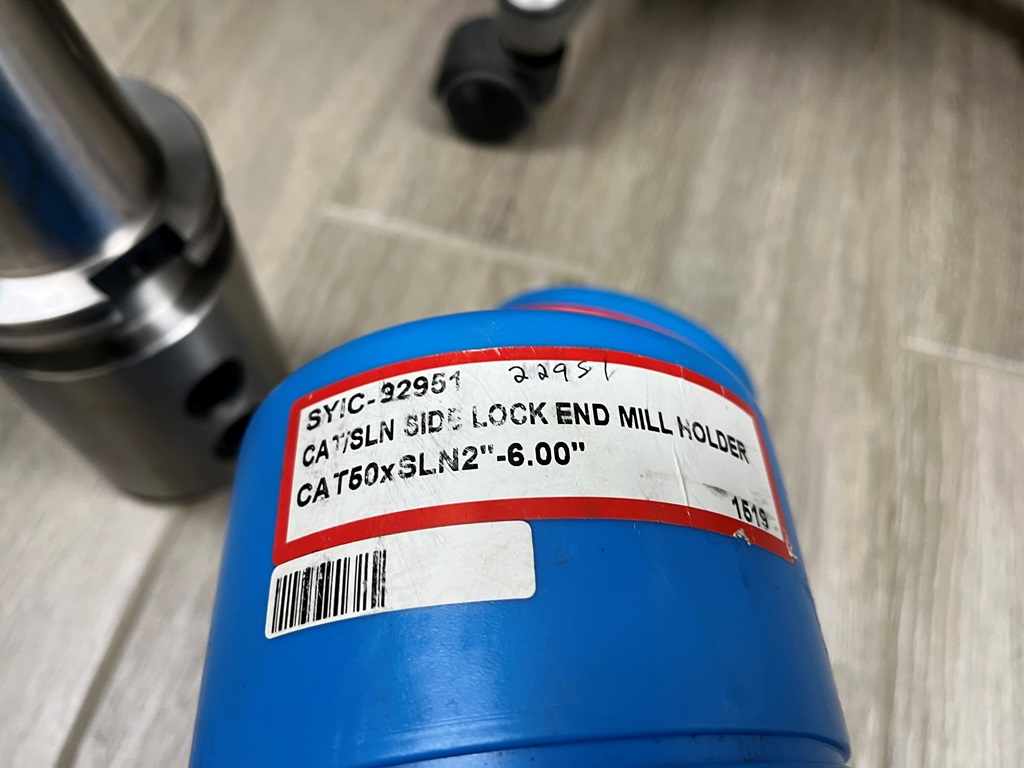 SYIC-22951 22951
CAT/SLN SIDE LOCK END MILL HOLDER
CAT50xSLN2"-6.00"
1519